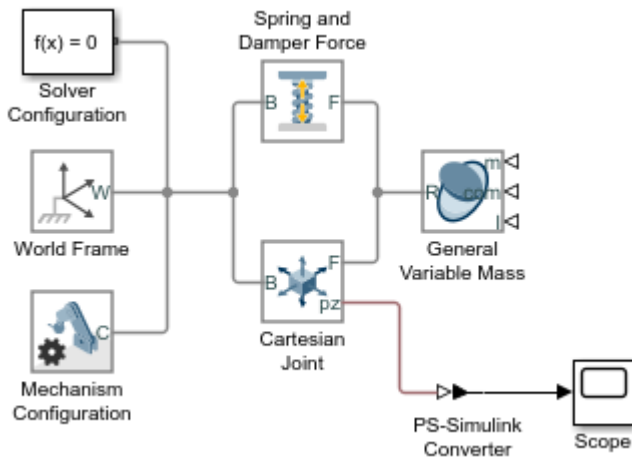 Spring and
Damper Force
f(x) = 0
Solver
Configuration
B
F
W
World Frame
R
m
com
I
General
Variable Mass
B
F
pz
Cartesian
Joint
C
Mechanism
Configuration
PS-Simulink
Converter
Scope